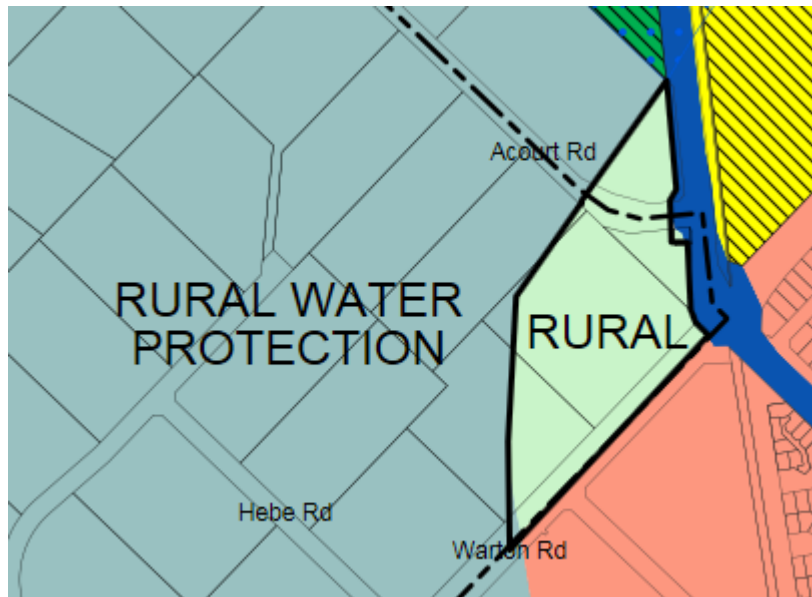 Acourt Rd
RURAL WATER
PROTECTION
RURAL
Hebe Rd
Warton Rd